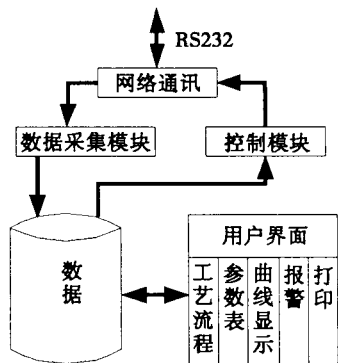 RS232
网络通讯
数据采集模块
控制模块
数据
用户界面
工艺流程
参数表
曲线显示
报警
打印